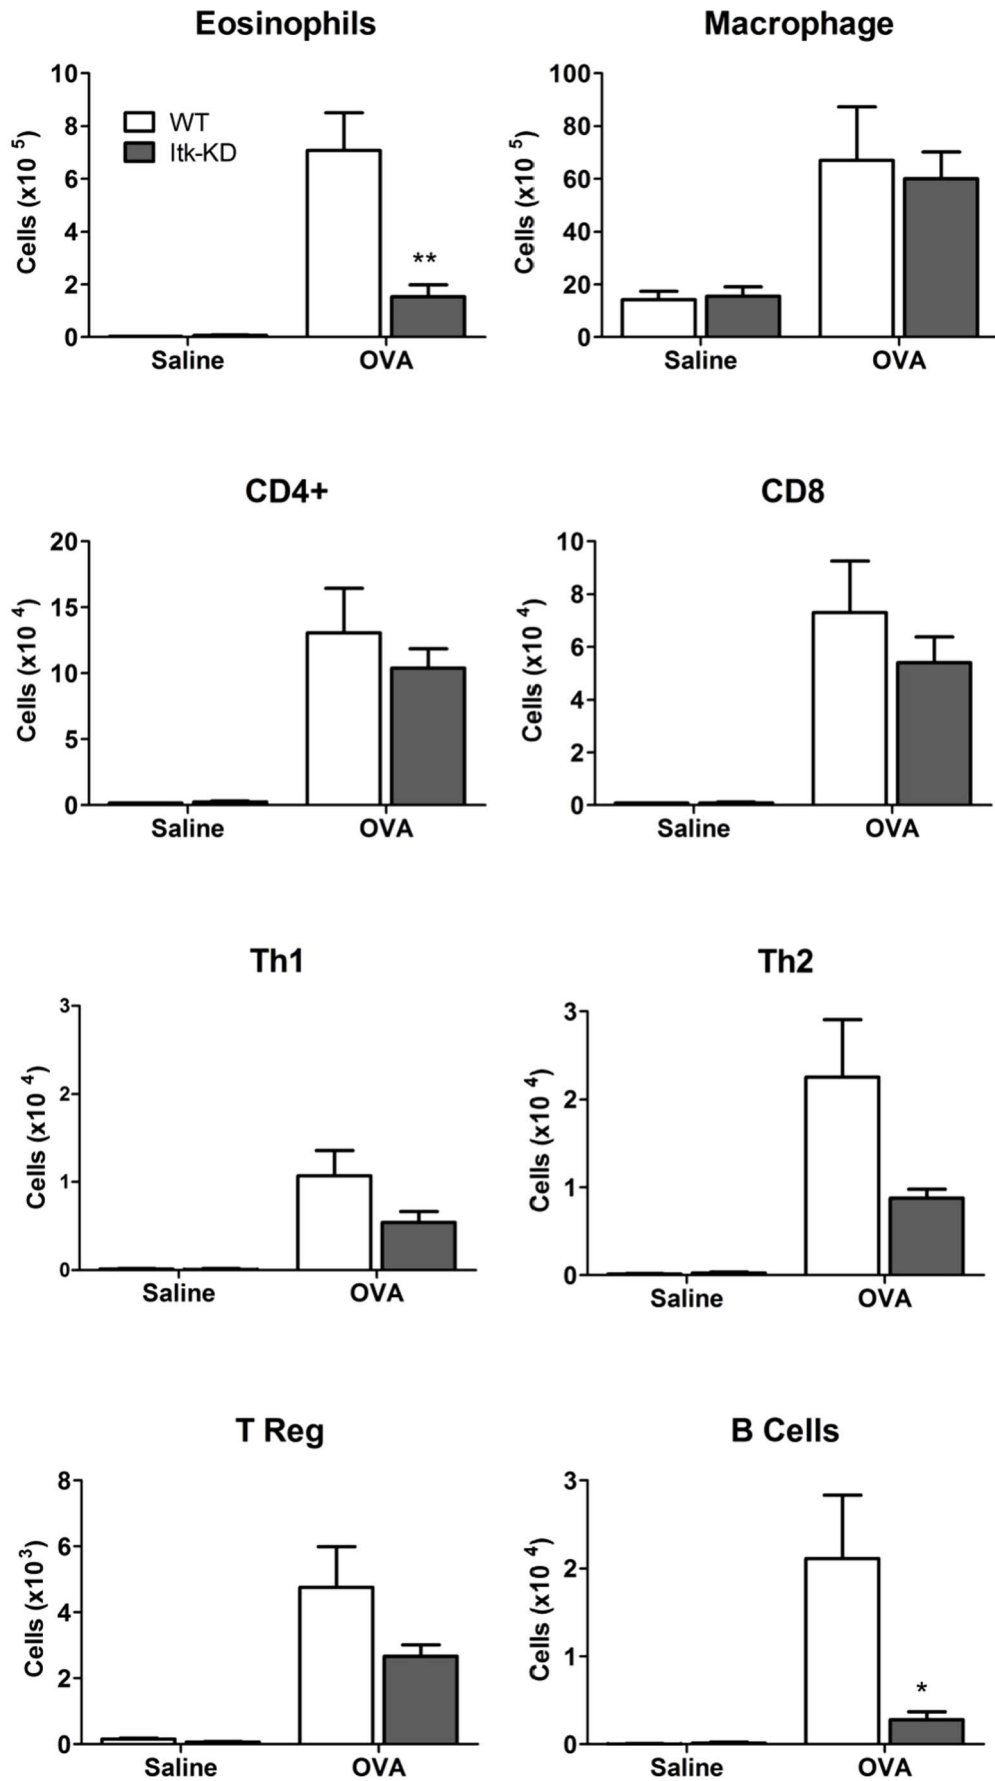 Eosinophils
10
8
6
4
2
0
Cells (x10 5)
WT
Itk-KD
**
Saline
OVA
Macrophage
100
80
60
40
20
0
Cells (x10 5)
Saline
OVA
CD4+
20
15
10
5
0
Cells (x10 4)
Saline
OVA
CD8
10
8
6
4
2
0
Cells (x10 4)
Saline
OVA
Th1
3
2
1
0
Cells (x10 4)
Saline
OVA
Th2
3
2
1
0
Cells (x10 4)
Saline
OVA
T Reg
8
6
4
2
0
Cells (x103)
Saline
OVA
B Cells
3
2
1
0
Cells (x10 4)
*
Saline
OVA